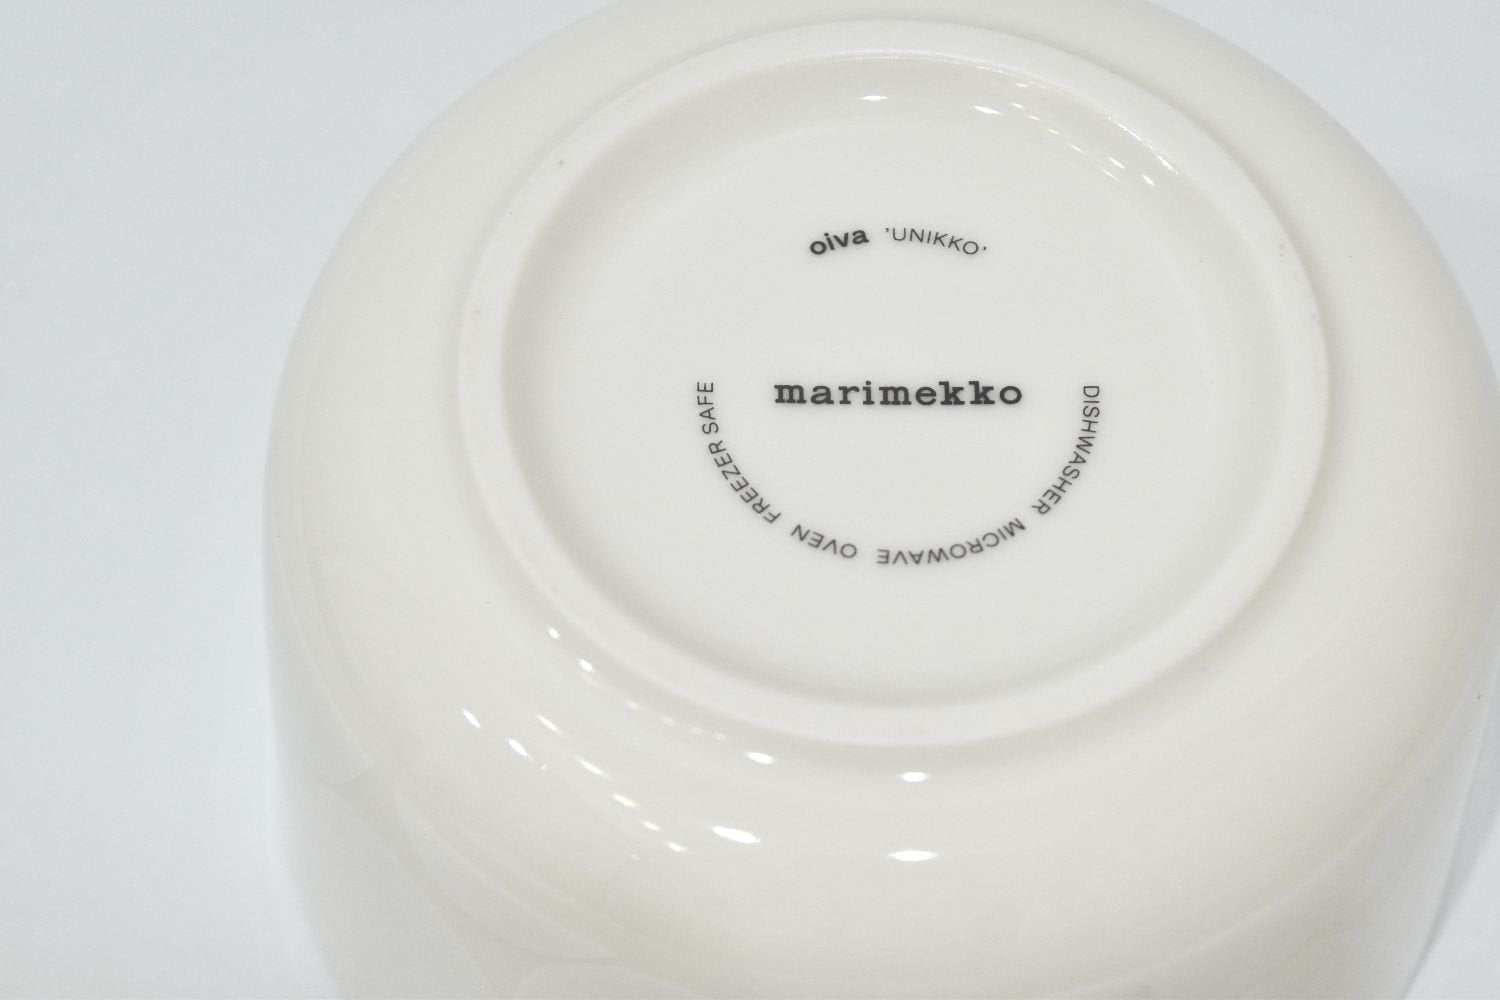 oiva 'UNIKKO'
marimekko
DISHWASHER MICROWAVE OVEN FREEZER SAFE